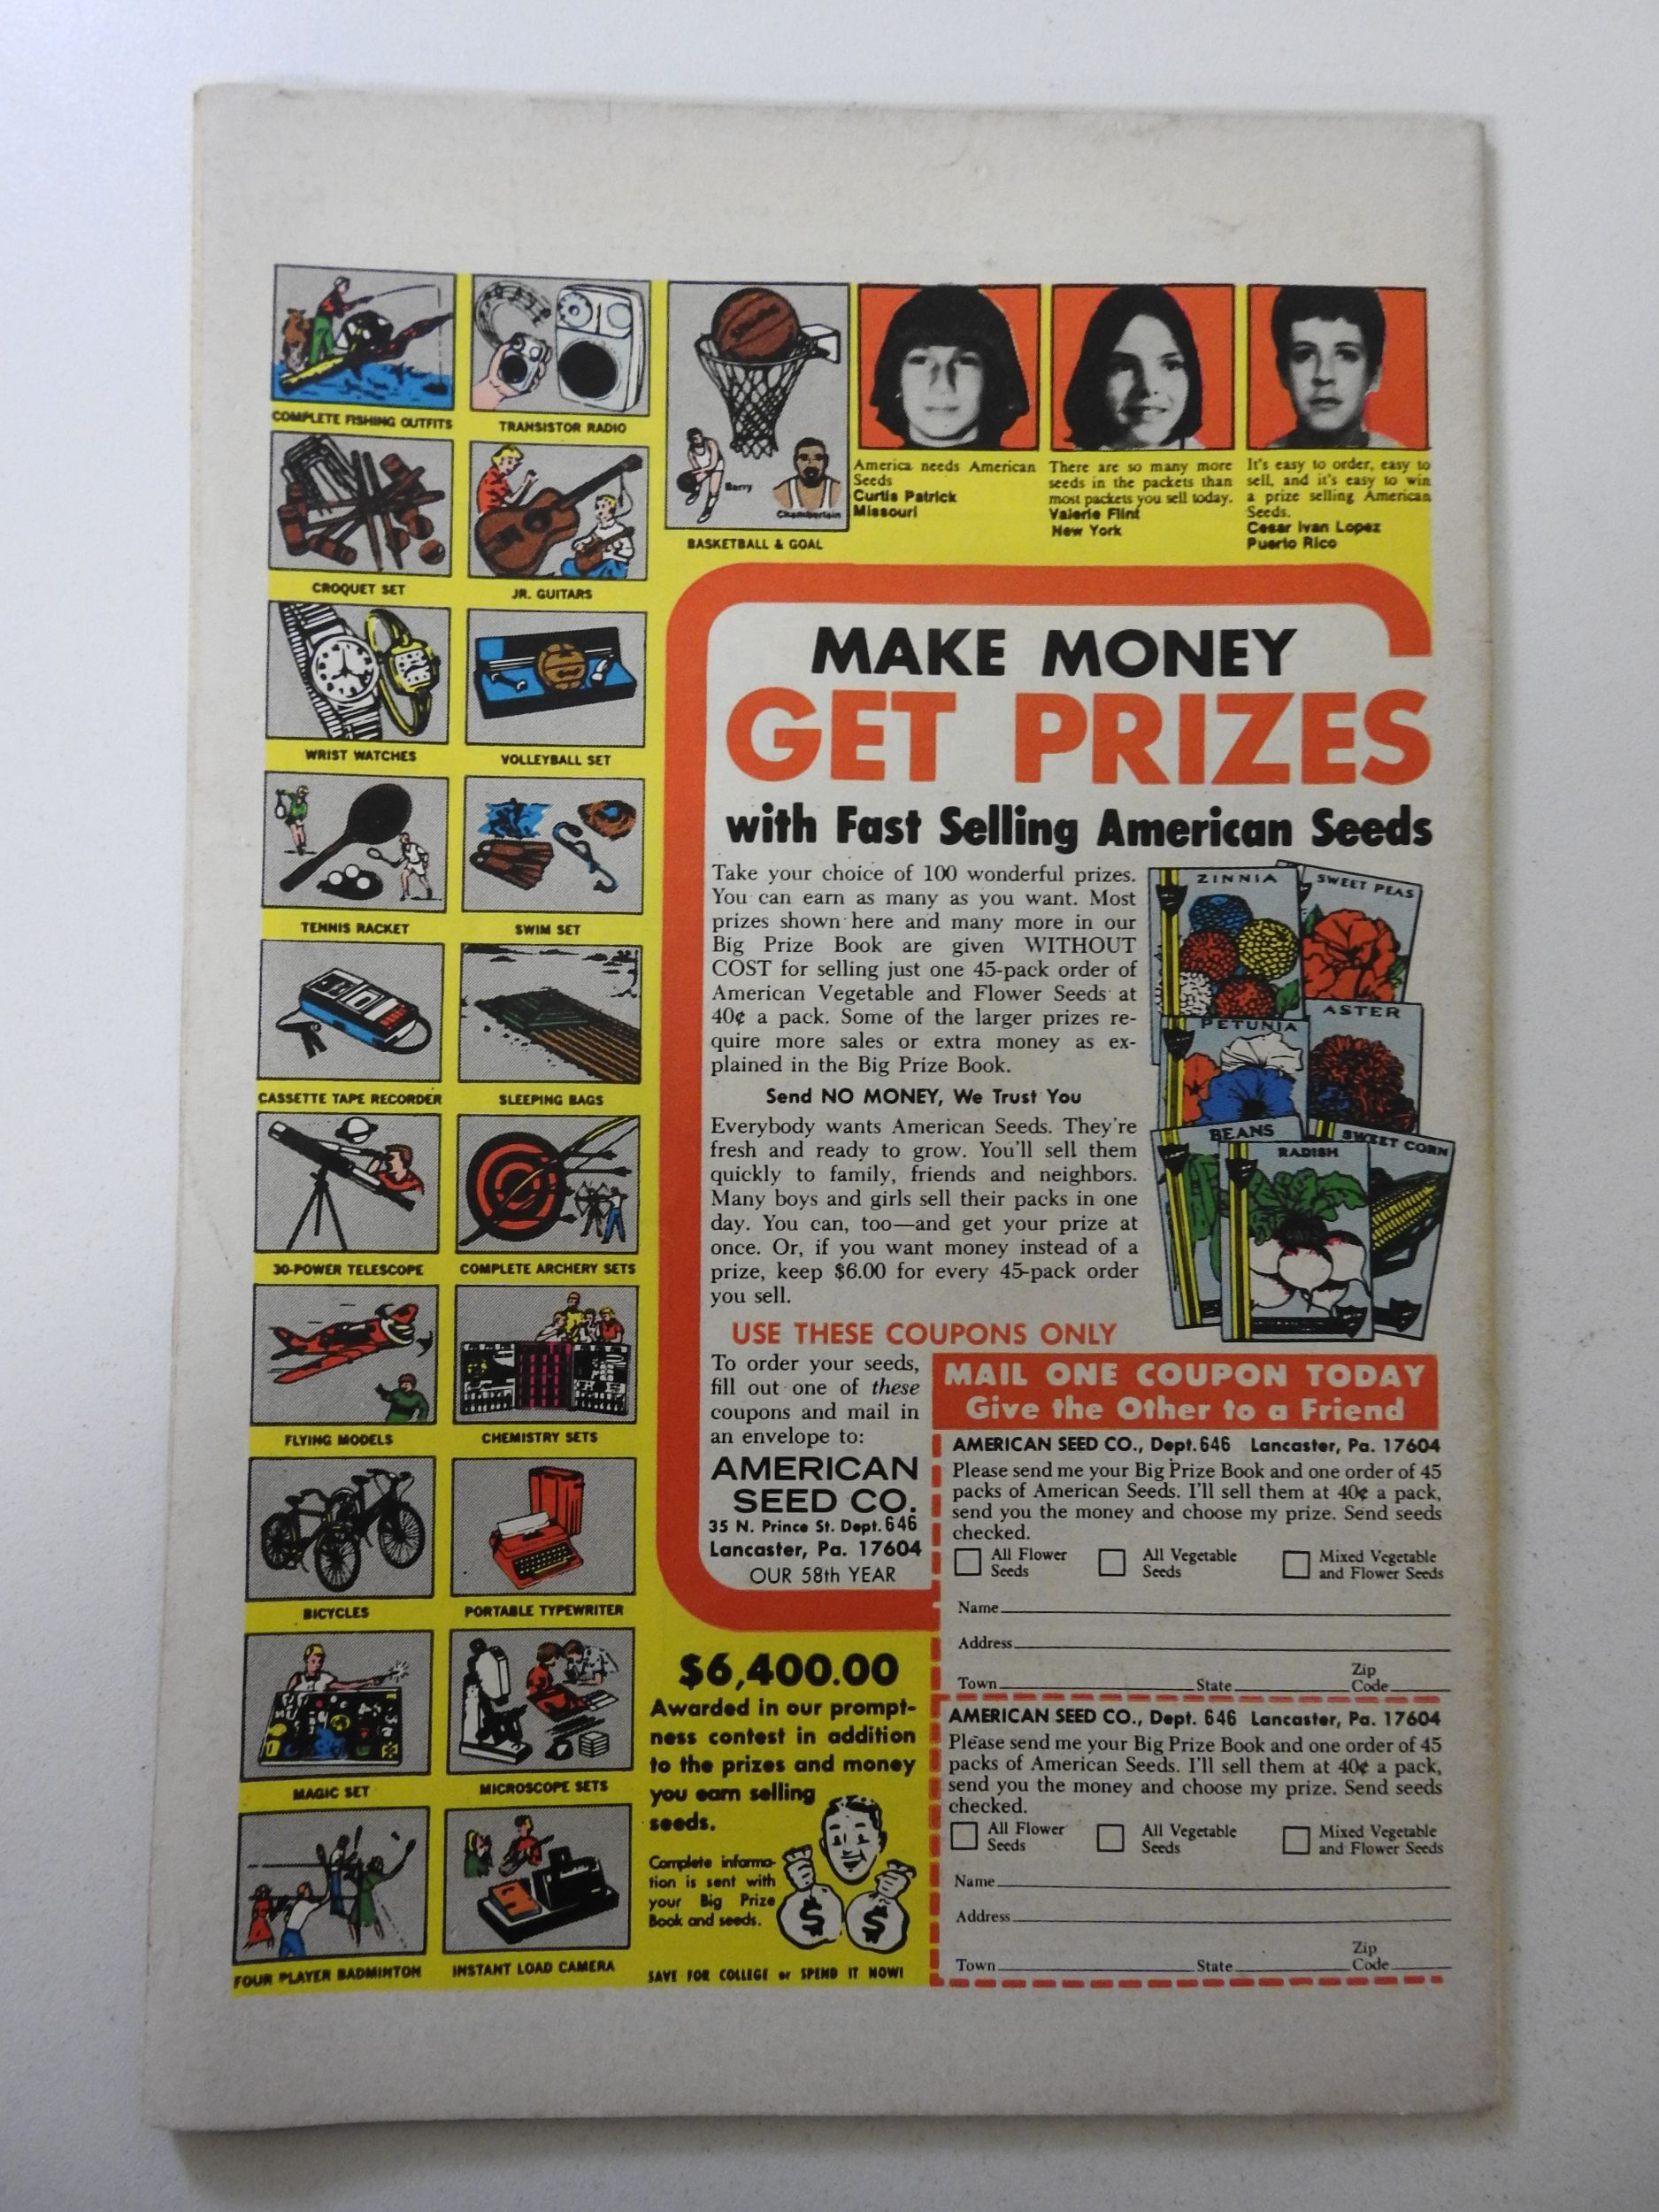 COMPLETE FISHING OUTFITS
TRANSISTOR RADIO
CROQUET SET
JR. GUITARS
WRIST WATCHES
VOLLEYBALL SET
TENNIS RACKET
SWIM SET
CASSETTE TAPE RECORDER
SLEEPING BAGS
30-POWER TELESCOPE
COMPLETE ARCHERY SETS
FLYING MODELS
CHEMISTRY SETS
BICYCLES
PORTABLE TYPEWRITER
MAGIC SET
MICROSCOPE SETS
FOUR PLAYER BADMINTON
INSTANT LOAD CAMERA
Barry
Chamberlain
BASKETBALL & GOAL
America needs American
Seeds
Curtis Patrick
Missouri
There are so many more
seeds in the packets than
most packets you sell today.
Valerie Flint
New York
It's easy to order, easy to
sell, and it's easy to win
a prize selling American
Seeds.
Cesar Ivan Lopez
Puerto Rico
MAKE MONEY
GET PRIZES
with Fast Selling American Seeds
Take your choice of 100 wonderful prizes.
You can earn as many as you want. Most
prizes shown here and many more in our
Big Prize Book are given WITHOUT
COST for selling just one 45-pack order of
American Vegetable and Flower Seeds at
40¢ a pack. Some of the larger prizes re-
quire more sales or extra money as ex-
plained in the Big Prize Book.
Send NO MONEY, We Trust You
Everybody wants American Seeds. They're
fresh and ready to grow. You'll sell them
quickly to family, friends and neighbors.
Many boys and girls sell their packs in one
day. You can, too—and get your prize at
once. Or, if you want money instead of a
prize, keep $6.00 for every 45-pack order
you sell.
ZINNIA
SWEET PEAS
PETUNIA
ASTER
BEANS
RADISH
SWEET CORN
USE THESE COUPONS ONLY
To order your seeds,
fill out one of these
coupons and mail in
an envelope to:
AMERICAN
SEED CO.
35 N. Prince St. Dept. 646
Lancaster, Pa. 17604
OUR 58th YEAR
$6,400.00
Awarded in our prompt-
ness contest in addition
to the prizes and money
you earn selling
seeds.
Complete informa-
tion is sent with
your Big Prize
Book and seeds.
$ $
SAVE FOR COLLEGE or SPEND IT NOW!
MAIL ONE COUPON TODAY
Give the Other to a Friend
AMERICAN SEED CO., Dept. 646 Lancaster, Pa. 17604
Please send me your Big Prize Book and one order of 45
packs of American Seeds. I'll sell them at 40¢ a pack,
send you the money and choose my prize. Send seeds
checked.
All Flower Seeds
All Vegetable Seeds
Mixed Vegetable and Flower Seeds
Name
Address
Town State Zip Code
AMERICAN SEED CO., Dept. 646 Lancaster, Pa. 17604
Please send me your Big Prize Book and one order of 45
packs of American Seeds. I'll sell them at 40¢ a pack,
send you the money and choose my prize. Send seeds
checked.
All Flower Seeds
All Vegetable Seeds
Mixed Vegetable and Flower Seeds
Name
Address
Town State Zip Code